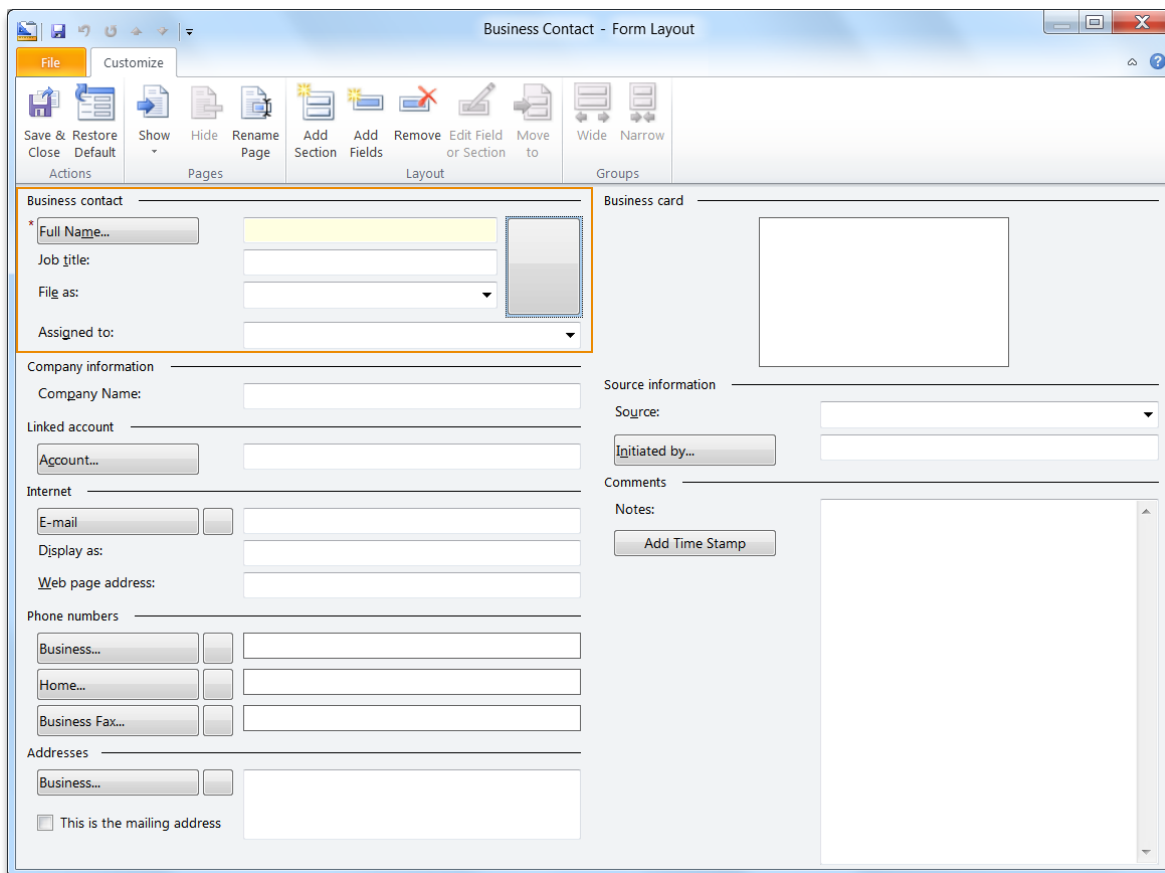 Business Contact - Form Layout
File Customize
Save & Close
Restore Default
Show
Hide
Rename Page
Add Section
Add Fields
Remove
Edit Field or Section
Move to
Wide
Narrow
Actions Pages Layout Groups
Business contact
* Full Name...
Job title:
File as:
Assigned to:
Company information
Company Name:
Linked account
Account...
Internet
E-mail
Display as:
Web page address:
Phone numbers
Business...
Home...
Business Fax...
Addresses
Business...
This is the mailing address
Business card
Source information
Source:
Initiated by...
Comments
Notes:
Add Time Stamp